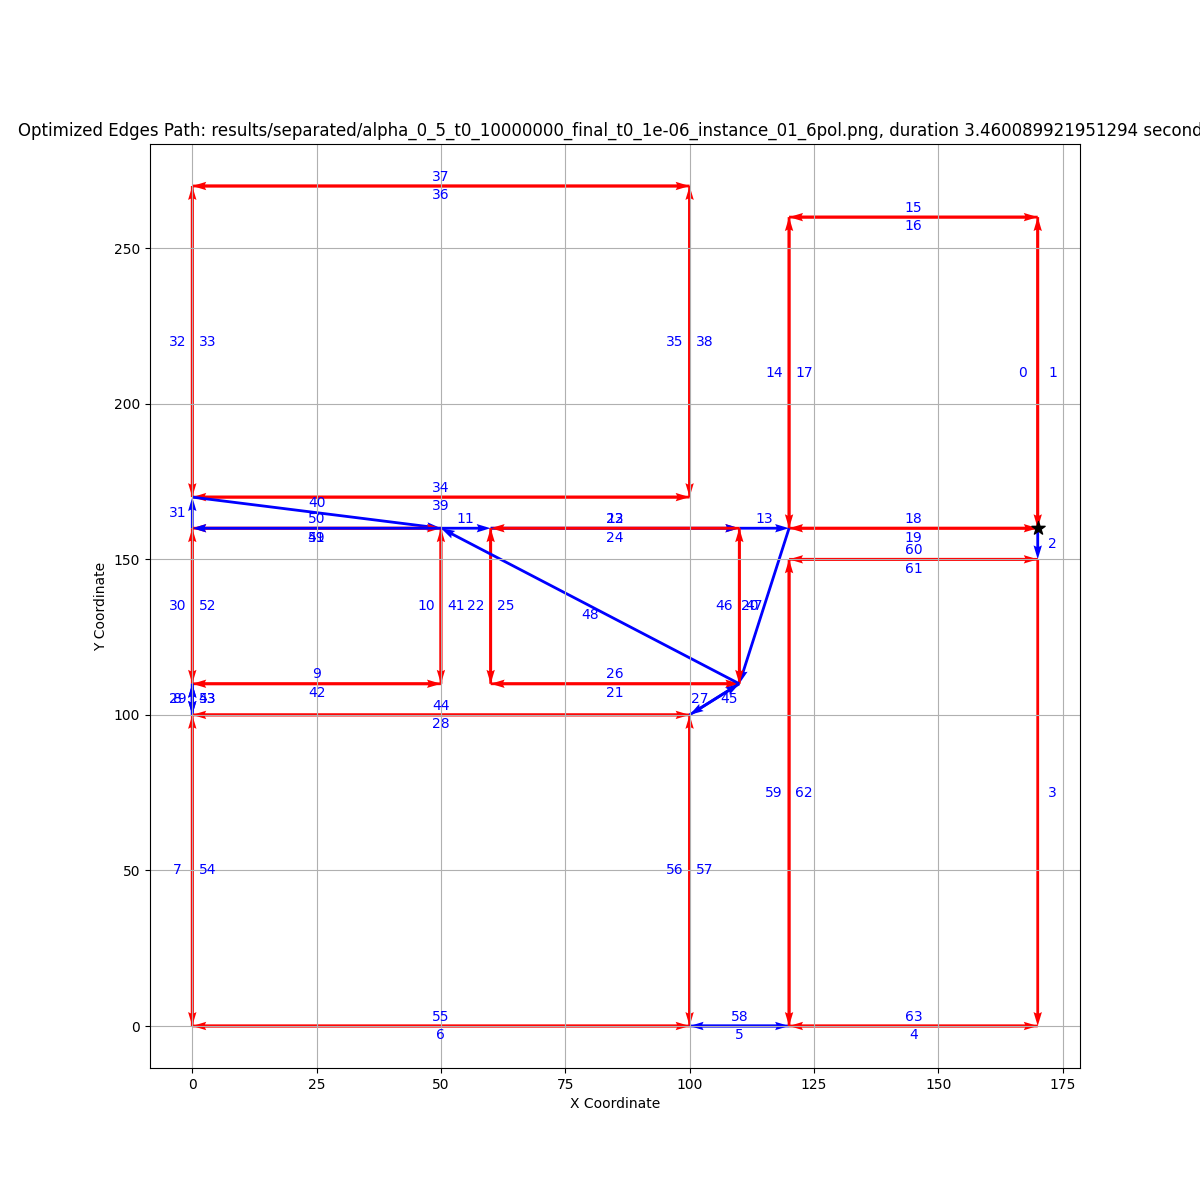 Optimized Edges Path: results/separated/alpha_0_5_t0_10000000_final_t0_1e-06_instance_01_6pol.png, duration 3.460089921951294 second
37
36
15
16
250
32 33 35 38
14 17 0 1
200
34
39
40
31 50 11 13 18
24 19
60
61
2
150
30 52 10 41 22 25 46
48
9 26
42 21
27 45
44
28
100
59 62 3
7 54 56 57
50
55 58 63
6 5 4
0
0 25 50 75 100 125 150 175
X Coordinate
Y Coordinate